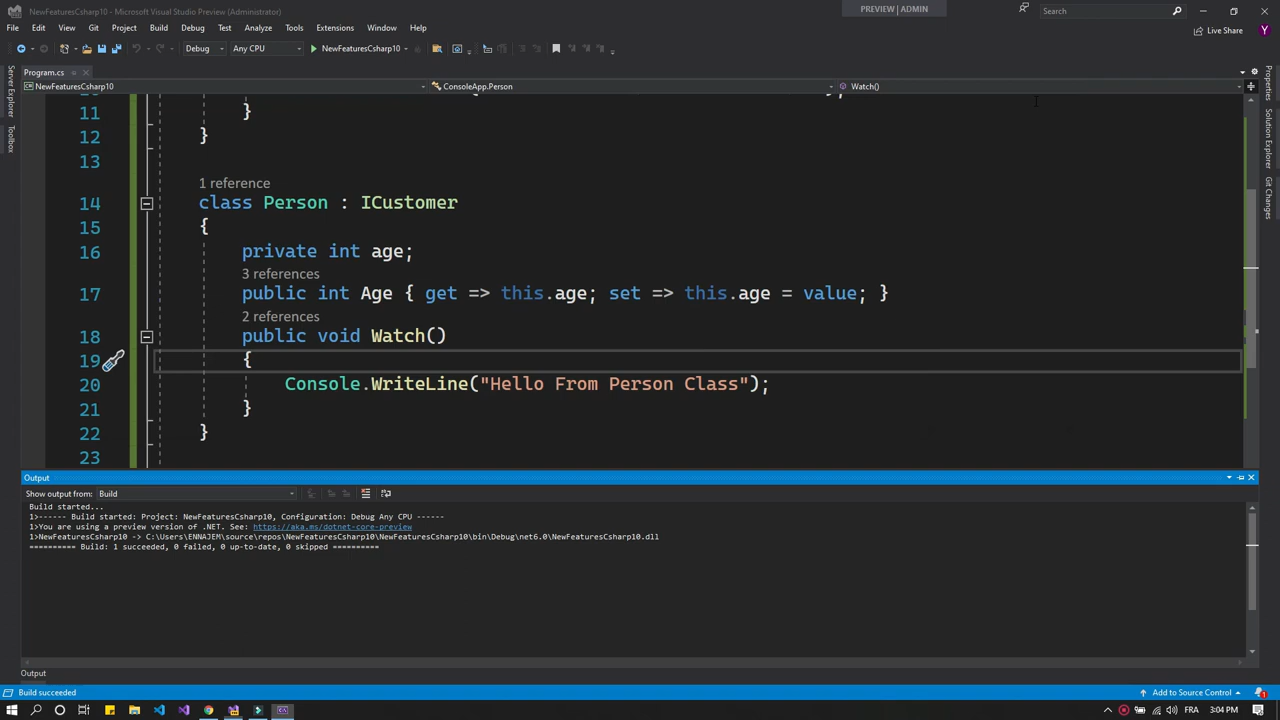 NewFeaturesCsharp10 - Microsoft Visual Studio Preview (Administrator)
PREVIEW | ADMIN
Search
File Edit View Git Project Build Debug Test Analyze Tools Extensions Window Help
Live Share
Y
Debug Any CPU NewFeaturesCsharp10
Program.cs
NewFeaturesCsharp10 ConsoleApp.Person Watch()
Server Explorer
Toolbox
Properties
Solution Explorer
Git Changes
11 }
12 }
13
1 reference
14 class Person : ICustomer
15 {
16 private int age;
3 references
17 public int Age { get => this.age; set => this.age = value; }
2 references
18 public void Watch()
19 {
20 Console.WriteLine("Hello From Person Class");
21 }
22 }
23
Output
Show output from: Build
Build started...
1>------ Build started: Project: NewFeaturesCsharp10, Configuration: Debug Any CPU ------
1>You are using a preview version of .NET. See: https://aka.ms/dotnet-core-preview
1>NewFeaturesCsharp10 -> C:\Users\ENNAJEM\source\repos\NewFeaturesCsharp10\NewFeaturesCsharp10\bin\Debug\net6.0\NewFeaturesCsharp10.dll
========== Build: 1 succeeded, 0 failed, 0 up-to-date, 0 skipped ==========
Output
Build succeeded
Add to Source Control
1
FRA 3:04 PM